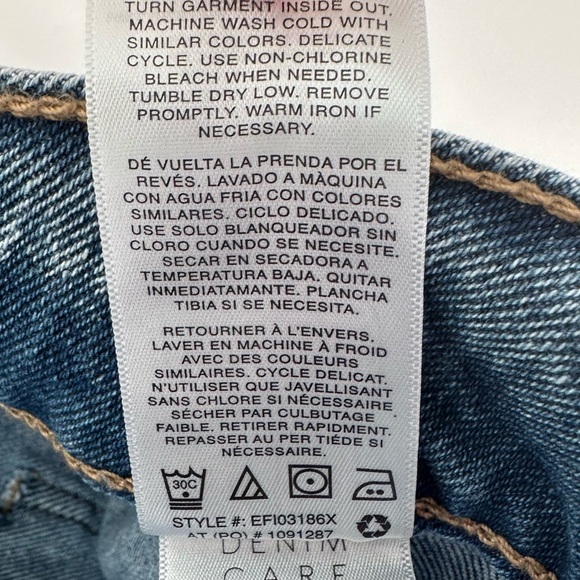 TURN GARMENT INSIDE OUT.
MACHINE WASH COLD WITH
SIMILAR COLORS. DELICATE
CYCLE. USE NON-CHLORINE
BLEACH WHEN NEEDED.
TUMBLE DRY LOW. REMOVE
PROMPTLY. WARM IRON IF
NECESSARY.
DÉ VUELTA LA PRENDA POR EL
REVÉS. LAVADO A MÀQUINA
CON AGUA FRIA CON COLORES
SIMILARES. CICLO DELICADO.
USE SOLO BLANQUEADOR SIN
CLORO CUANDO SE NECESITE.
SECAR EN SECADORA A
TEMPERATURA BAJA. QUITAR
INMEDIATAMANTE. PLANCHA
TIBIA SI SE NECESITA.
RETOURNER À L'ENVERS.
LAVER EN MACHINE À FROID
AVEC DES COULEURS
SIMILAIRES. CYCLE DELICAT.
N'UTILISER QUE JAVELLISANT
SANS CHLORE SI NÉCESSAIRE
SÉCHER PAR CULBUTAGE
FAIBLE. RETIRER RAPIDMENT.
REPASSER AU PER TIÉDE SI
NÉCESSAIRE.
30C
STYLE #: EFI03186X
AT (PO) # 1091287
DENIM
CARE